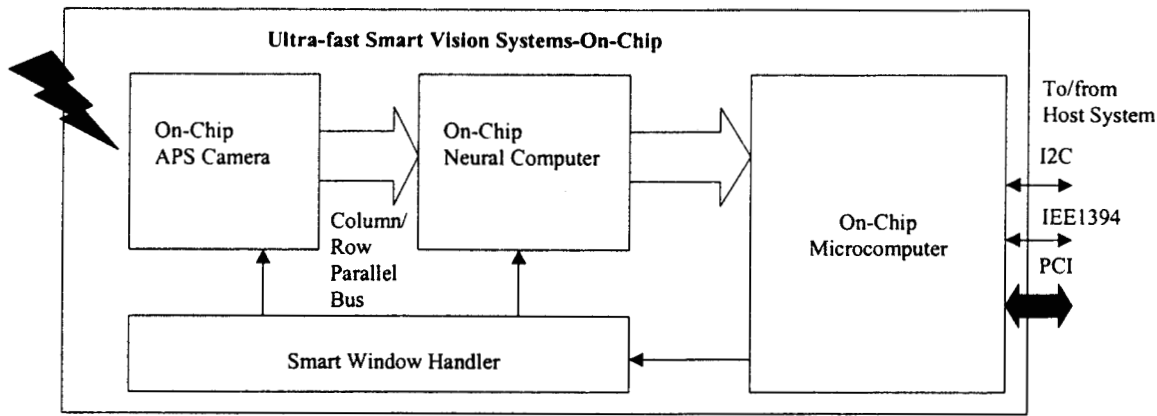 Ultra-fast Smart Vision Systems-On-Chip
On-Chip
APS Camera
On-Chip
Neural Computer
Column/
Row
Parallel
Bus
On-Chip
Microcomputer
Smart Window Handler
To/from
Host System
I2C
IEE1394
PCI